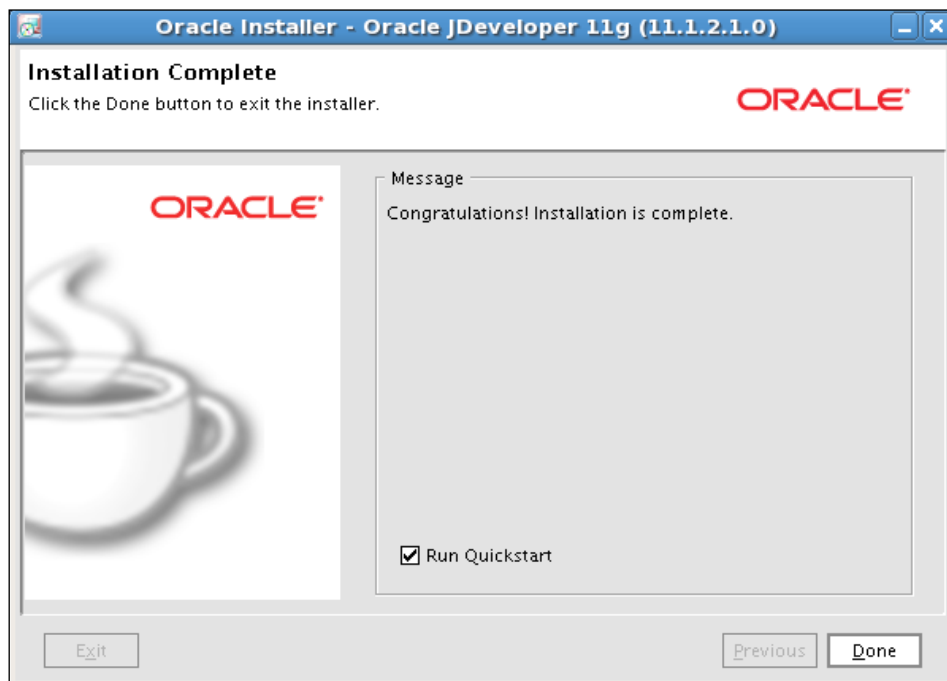 Oracle Installer - Oracle JDeveloper 11g (11.1.2.1.0)
Installation Complete
Click the Done button to exit the installer.
ORACLE
ORACLE
Message
Congratulations! Installation is complete.
Run Quickstart
Exit
Previous
Done